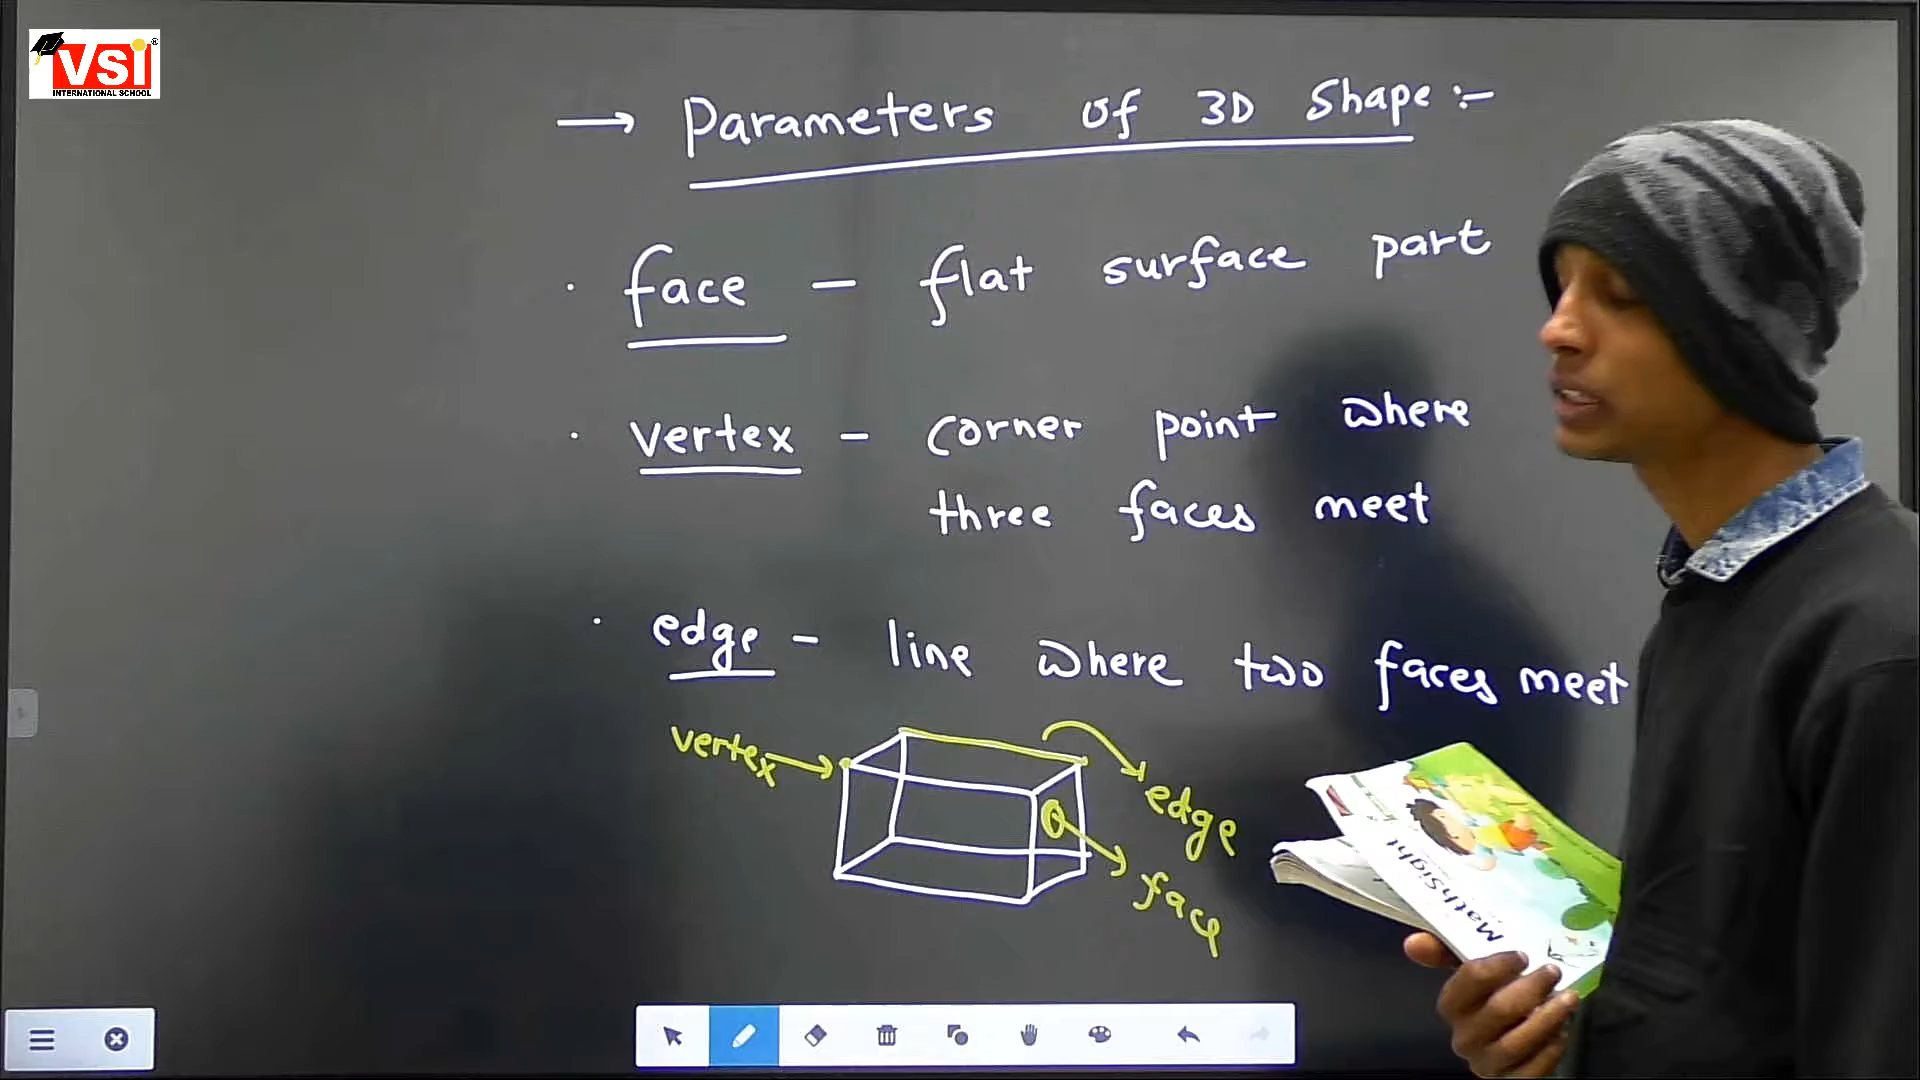 VSI
INTERNATIONAL SCHOOL
→ Parameters of 3D Shape :-
· face - flat surface part
· vertex - corner point where
three faces meet
· edge - line where two faces meet
vertex
edge
face
MathSight